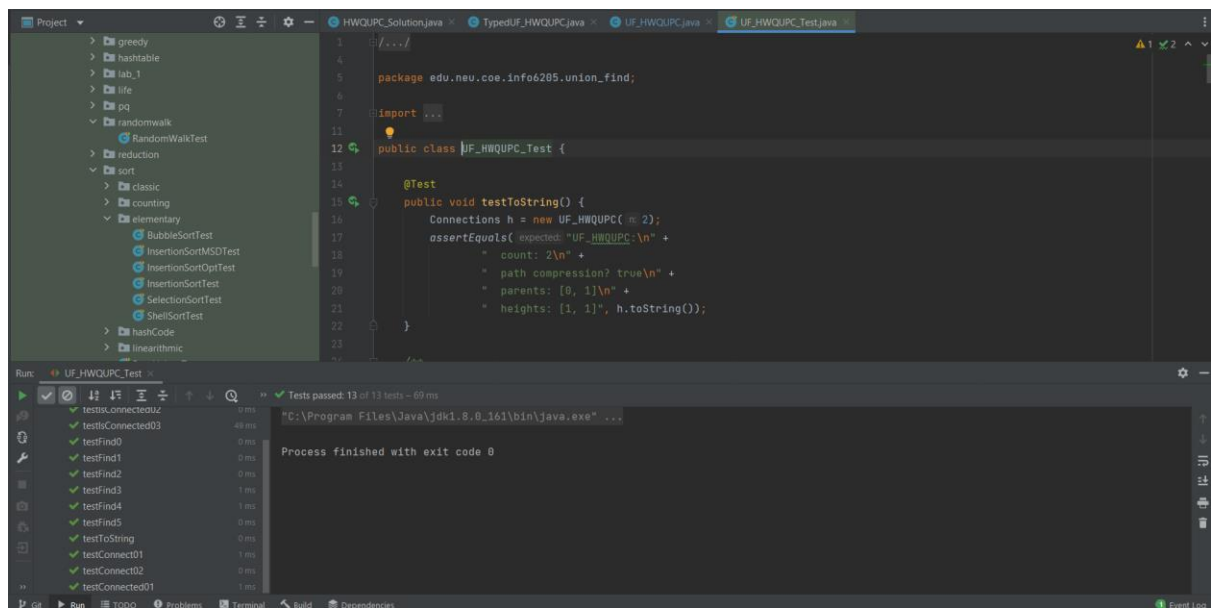 Project
HWQUPC_Solution.java
TypedUF_HWQUPC.java
UF_HWQUPC.java
UF_HWQUPC_Test.java
greedy
hashtable
lab_1
life
pq
randomwalk
RandomWalkTest
reduction
sort
classic
counting
elementary
BubbleSortTest
InsertionSortMSDTest
InsertionSortOptTest
InsertionSortTest
SelectionSortTest
ShellSortTest
hashCode
linearithmic
1 /.../
4
5 package edu.neu.coe.info6205.union_find;
6
7 import ...
11
12 public class UF_HWQUPC_Test {
13
14 @Test
15 public void testToString() {
16 Connections h = new UF_HWQUPC( n: 2);
17 assertEquals( expected: "UF_HWQUPC:\n" +
18 "  count: 2\n" +
19 "  path compression? true\n" +
20 "  parents: [0, 1]\n" +
21 "  heights: [1, 1]", h.toString());
22 }
23
1 2
Run: UF_HWQUPC_Test
Tests passed: 13 of 13 tests – 69 ms
testIsConnected02 0 ms
testIsConnected03 49 ms
testFind0 0 ms
testFind1 0 ms
testFind2 0 ms
testFind3 1 ms
testFind4 1 ms
testFind5 0 ms
testToString 0 ms
testConnect01 1 ms
testConnect02 0 ms
testConnected01 1 ms
"C:\Program Files\Java\jdk1.8.0_161\bin\java.exe" ...
Process finished with exit code 0
Git Run TODO Problems Terminal Build Dependencies
1 Event Log